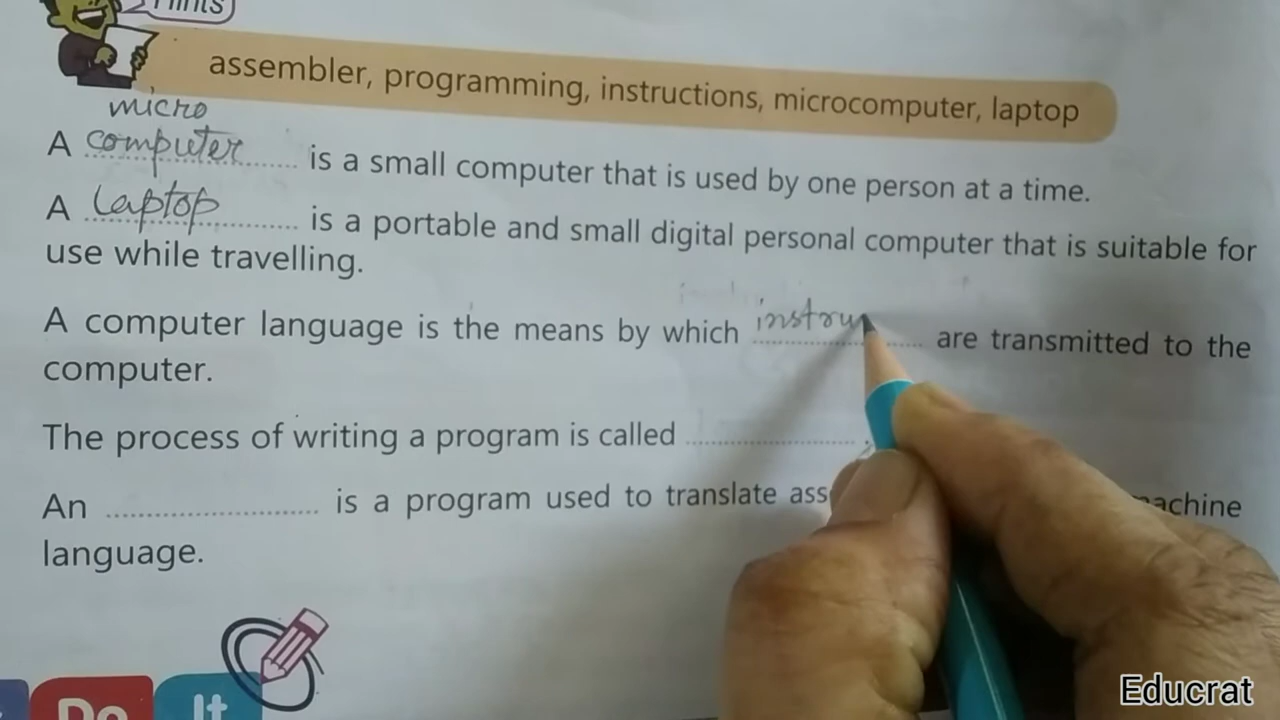 Hints
assembler, programming, instructions, microcomputer, laptop
micro
A computer is a small computer that is used by one person at a time.
A laptop is a portable and small digital personal computer that is suitable for
use while travelling.
A computer language is the means by which instru are transmitted to the
computer.
The process of writing a program is called .................... .
An .................... is a program used to translate ass achine
language.
Do It
Educrat